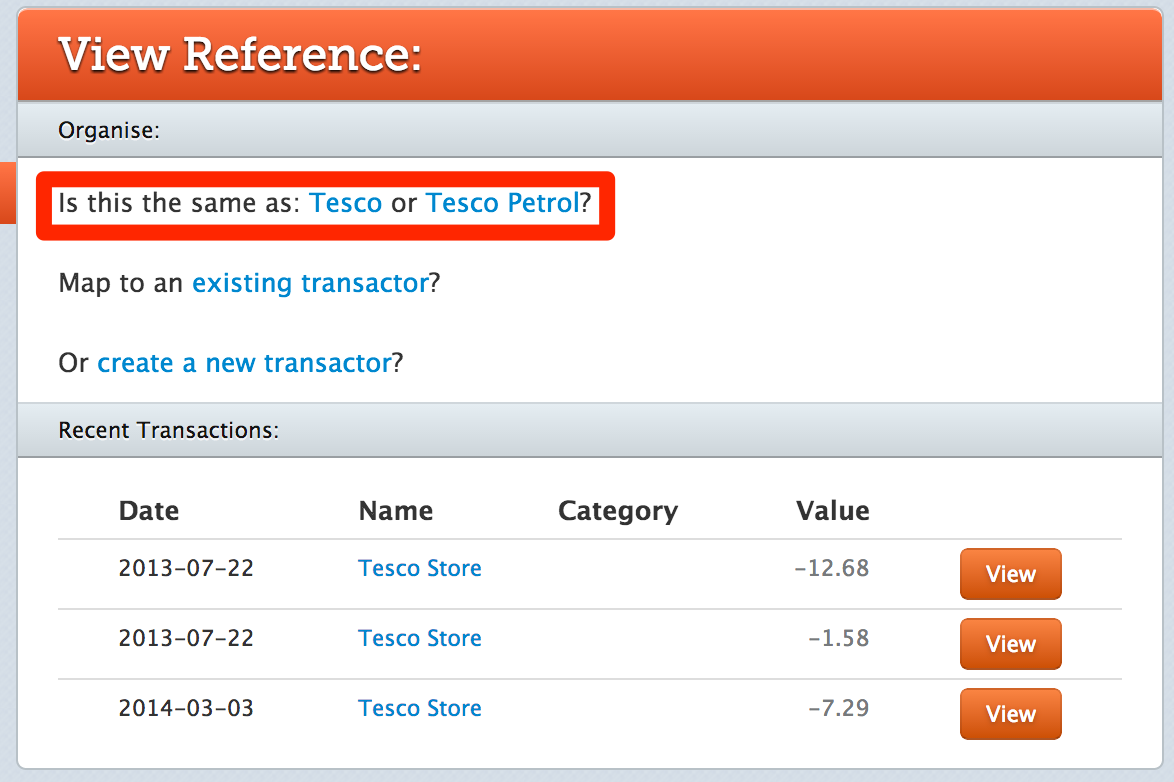 View Reference:
Organise:
Is this the same as: Tesco or Tesco Petrol?
Map to an existing transactor?
Or create a new transactor?
Recent Transactions:
Date Name Category Value
2013-07-22 Tesco Store -12.68 View
2013-07-22 Tesco Store -1.58 View
2014-03-03 Tesco Store -7.29 View